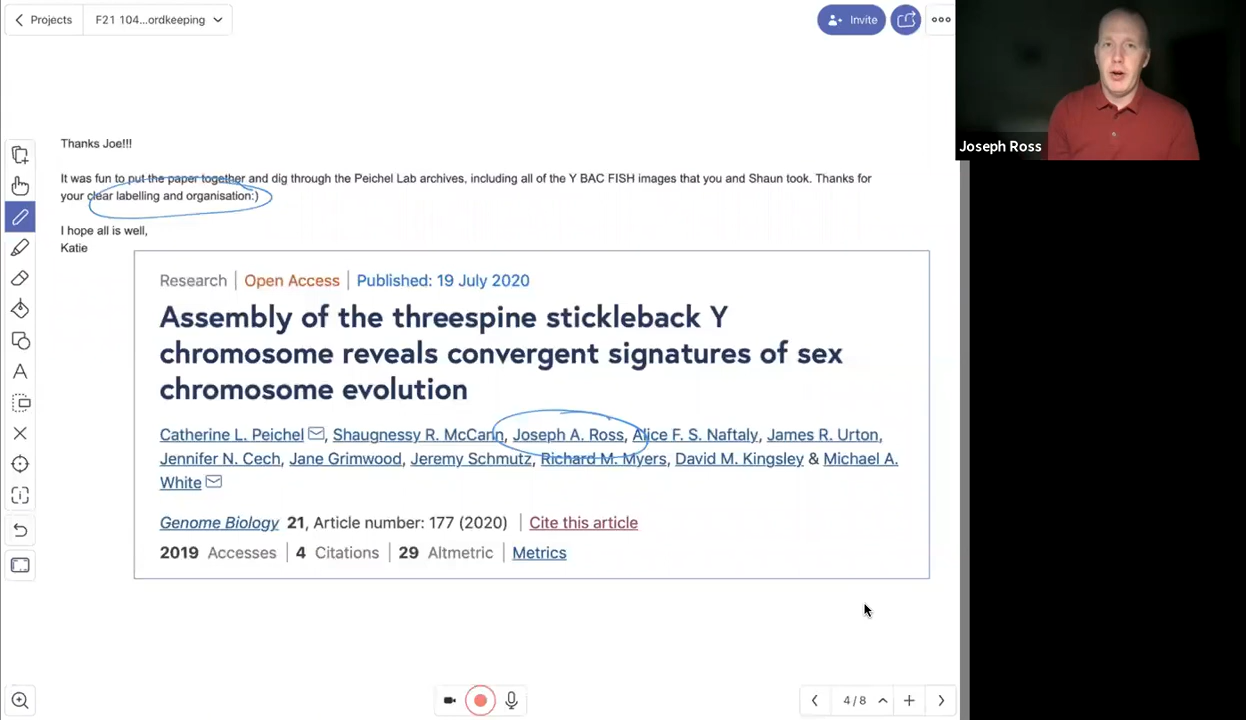 Projects
F21 104...ordkeeping
Invite
Joseph Ross
Thanks Joe!!!
It was fun to put the paper together and dig through the Peichel Lab archives, including all of the Y BAC FISH images that you and Shaun took. Thanks for
your clear labelling and organisation:)
I hope all is well,
Katie
Research | Open Access | Published: 19 July 2020
Assembly of the threespine stickleback Y
chromosome reveals convergent signatures of sex
chromosome evolution
Catherine L. Peichel, Shaugnessy R. McCann, Joseph A. Ross, Alice F. S. Naftaly, James R. Urton,
Jennifer N. Cech, Jane Grimwood, Jeremy Schmutz, Richard M. Myers, David M. Kingsley & Michael A.
White
Genome Biology 21, Article number: 177 (2020) | Cite this article
2019 Accesses | 4 Citations | 29 Altmetric | Metrics
4/8